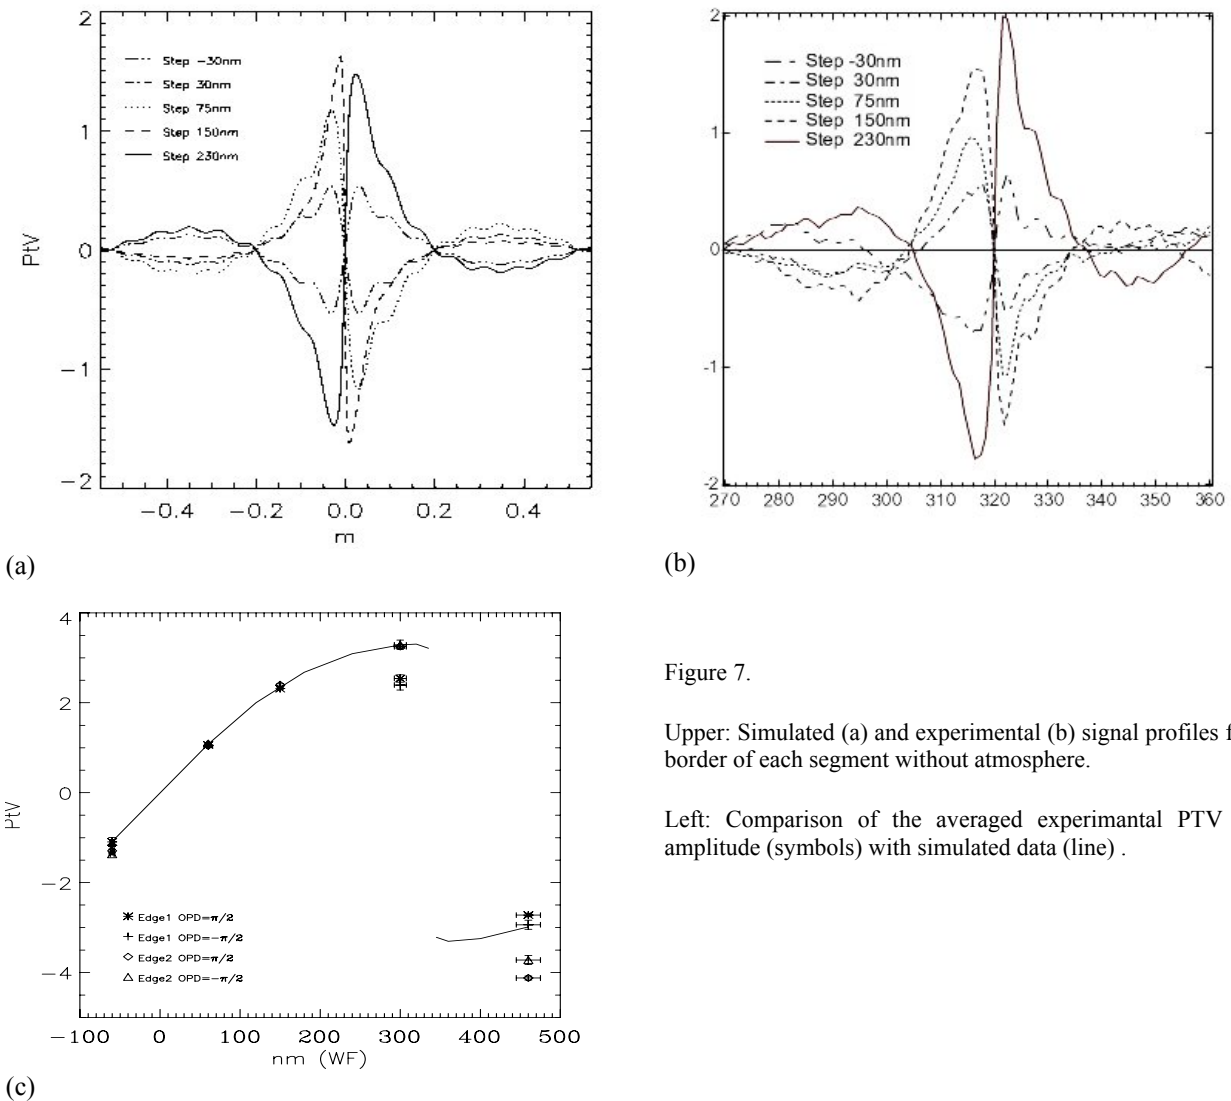 2
1
0
−1
−2
PtV
Step −30nm
Step 30nm
Step 75nm
Step 150nm
Step 230nm
−0.4 −0.2 0.0 0.2 0.4
m
(a)
2
1
0
-1
-2
Step -30nm
Step 30nm
Step 75nm
Step 150nm
Step 230nm
270 280 290 300 310 320 330 340 350 360
(b)
4
2
0
−2
−4
PtV
Edge1 OPD=π/2
Edge1 OPD=−π/2
Edge2 OPD=π/2
Edge2 OPD=−π/2
−100 0 100 200 300 400 500
nm (WF)
(c)
Figure 7.
Upper: Simulated (a) and experimental (b) signal profiles
border of each segment without atmosphere.
Left: Comparison of the averaged experimantal PTV
amplitude (symbols) with simulated data (line) .